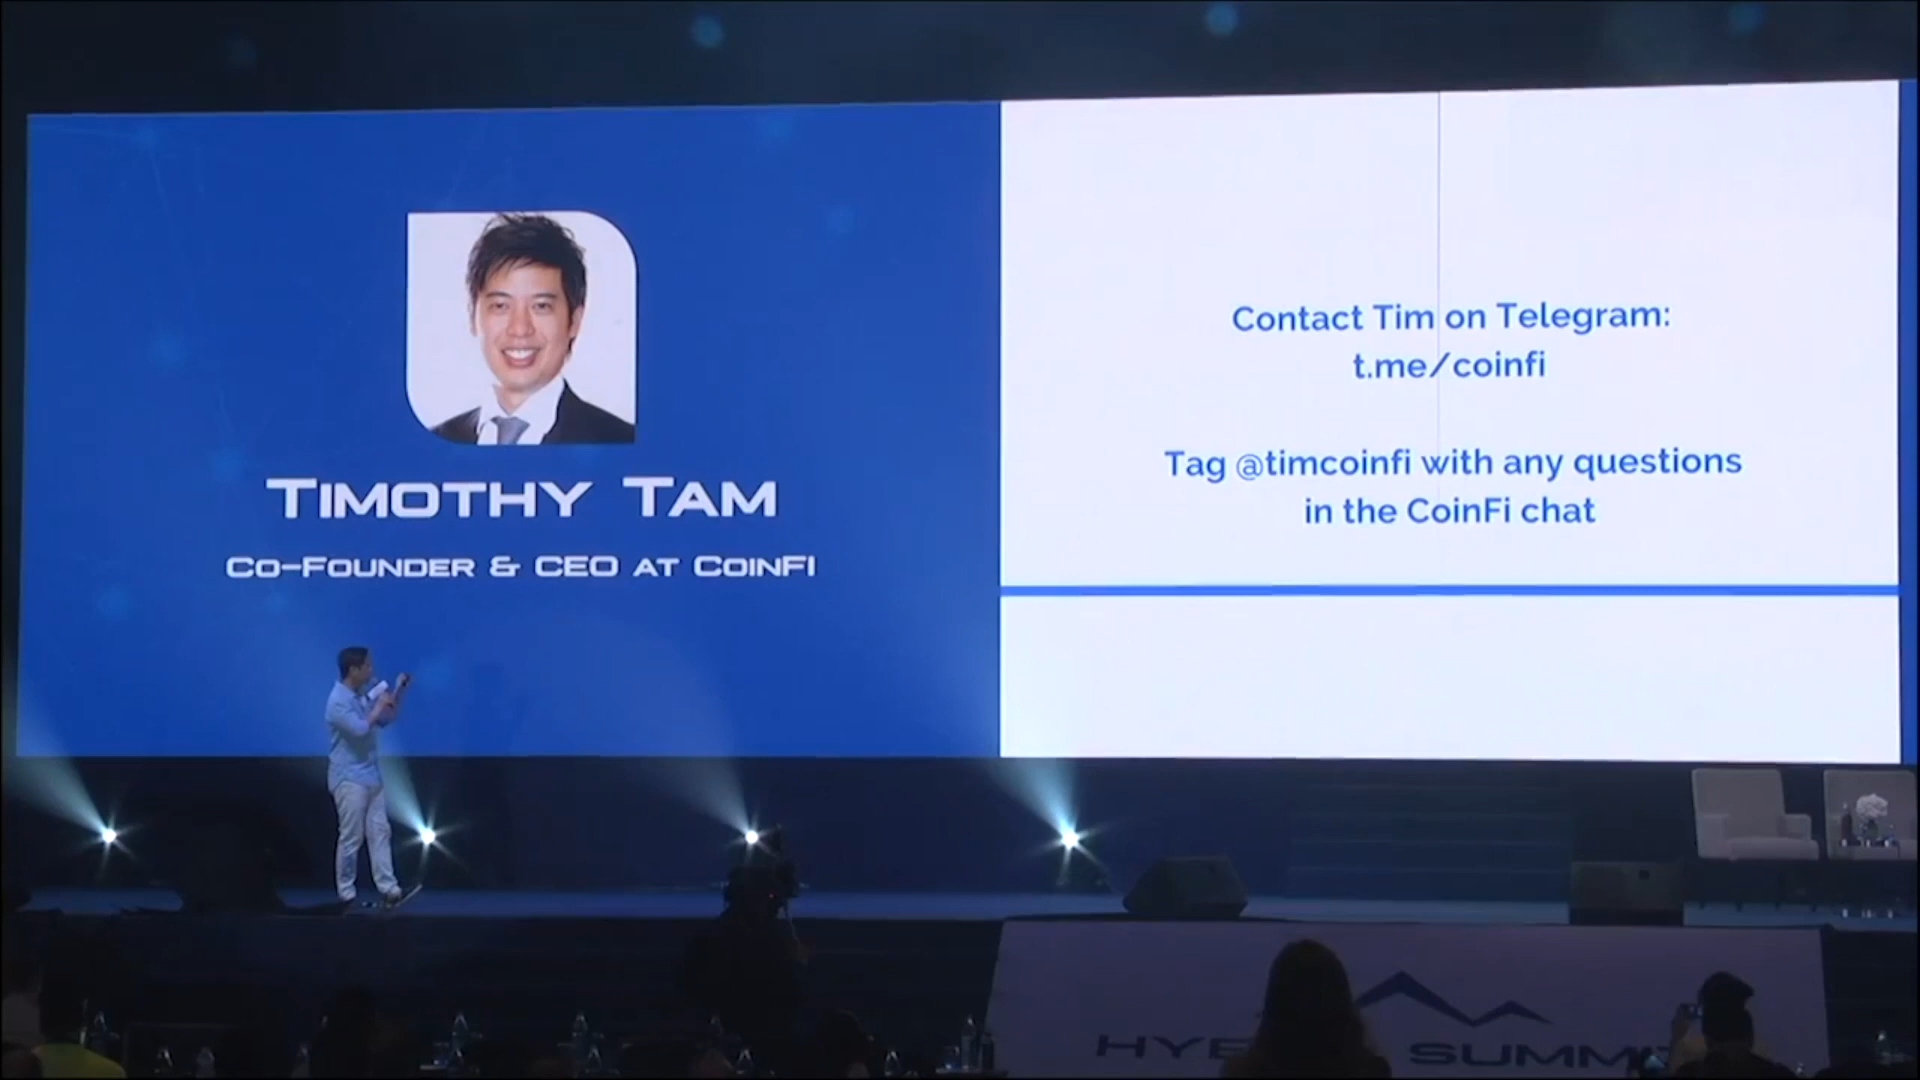 TIMOTHY TAM
CO-FOUNDER & CEO AT COINFI
Contact Tim on Telegram:
t.me/coinfi
Tag @timcoinfi with any questions
in the CoinFi chat